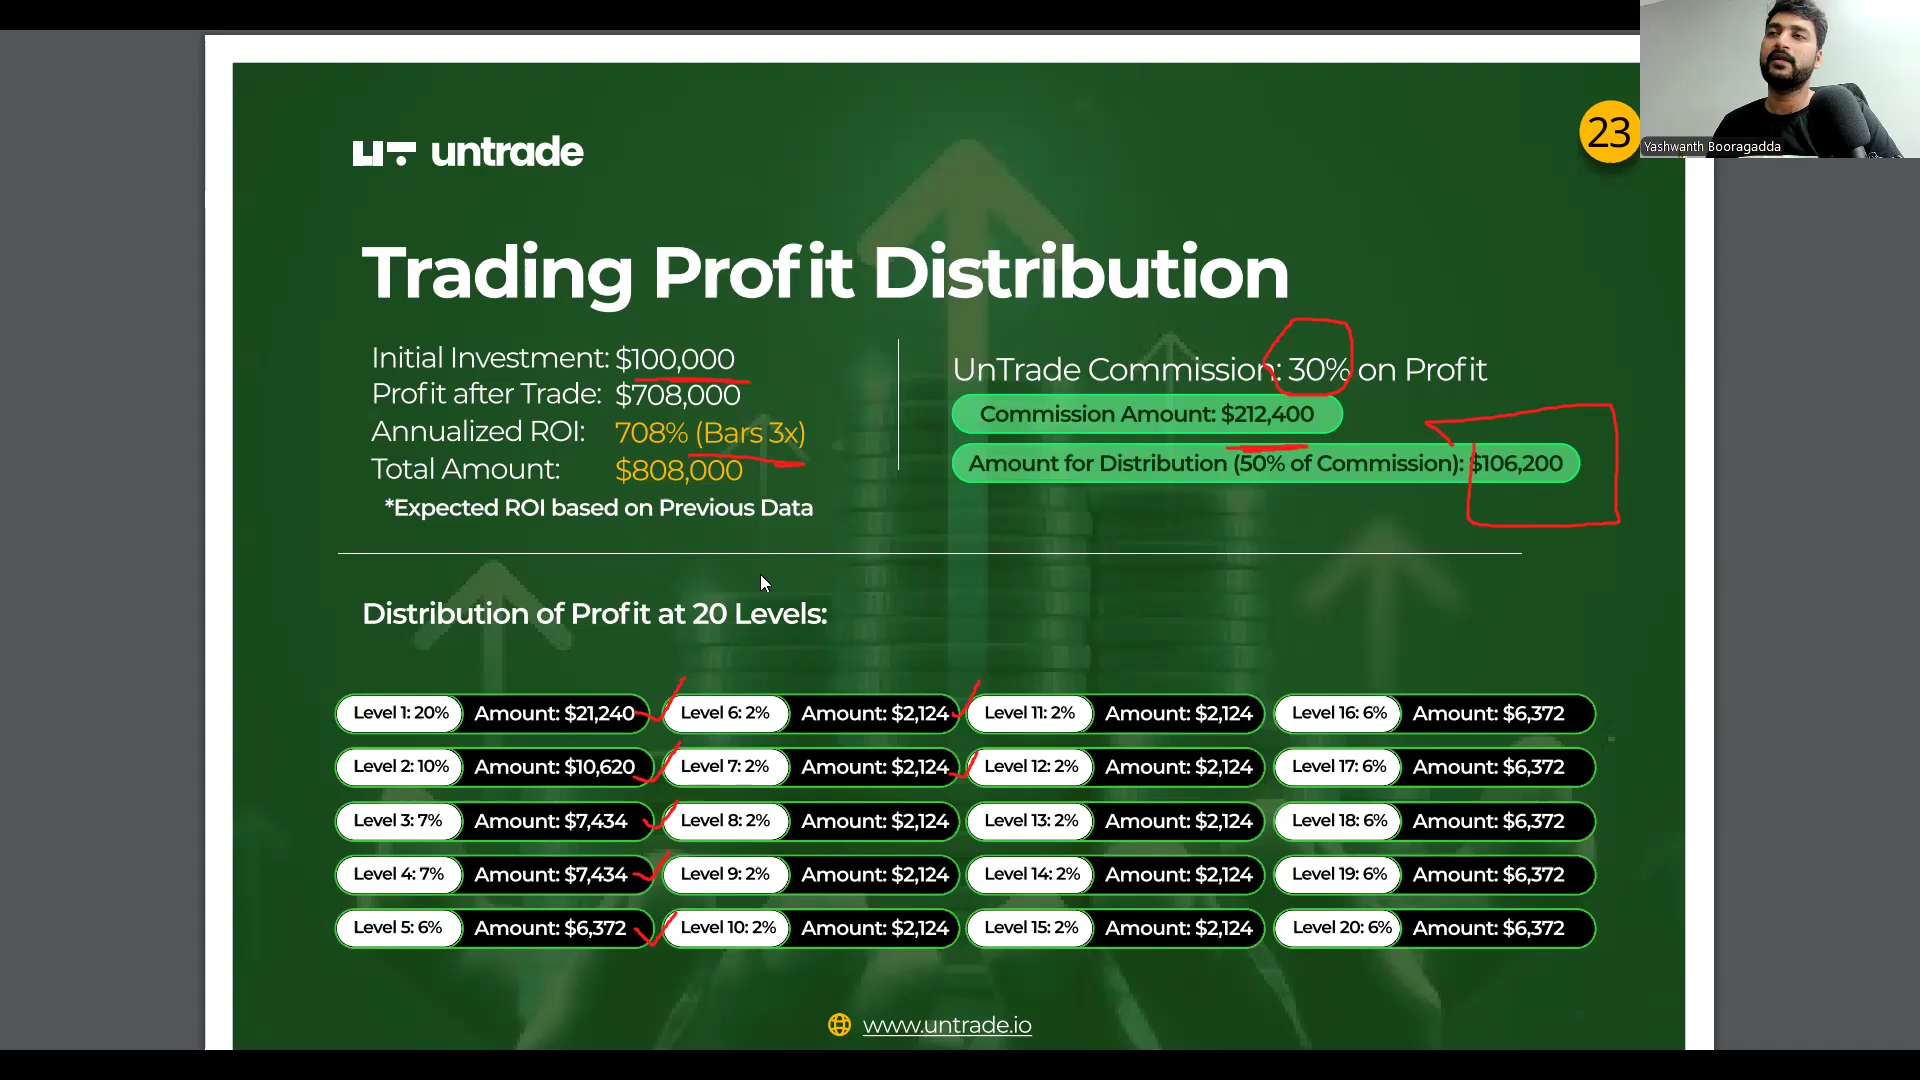 Yashwanth Booragadda
23
untrade
Trading Profit Distribution
Initial Investment: $100,000
Profit after Trade: $708,000
Annualized ROI: 708% (Bars 3x)
Total Amount: $808,000
*Expected ROI based on Previous Data
UnTrade Commission: 30% on Profit
Commission Amount: $212,400
Amount for Distribution (50% of Commission): $106,200
Distribution of Profit at 20 Levels:
Level 1: 20% Amount: $21,240
Level 2: 10% Amount: $10,620
Level 3: 7% Amount: $7,434
Level 4: 7% Amount: $7,434
Level 5: 6% Amount: $6,372
Level 6: 2% Amount: $2,124
Level 7: 2% Amount: $2,124
Level 8: 2% Amount: $2,124
Level 9: 2% Amount: $2,124
Level 10: 2% Amount: $2,124
Level 11: 2% Amount: $2,124
Level 12: 2% Amount: $2,124
Level 13: 2% Amount: $2,124
Level 14: 2% Amount: $2,124
Level 15: 2% Amount: $2,124
Level 16: 6% Amount: $6,372
Level 17: 6% Amount: $6,372
Level 18: 6% Amount: $6,372
Level 19: 6% Amount: $6,372
Level 20: 6% Amount: $6,372
www.untrade.io